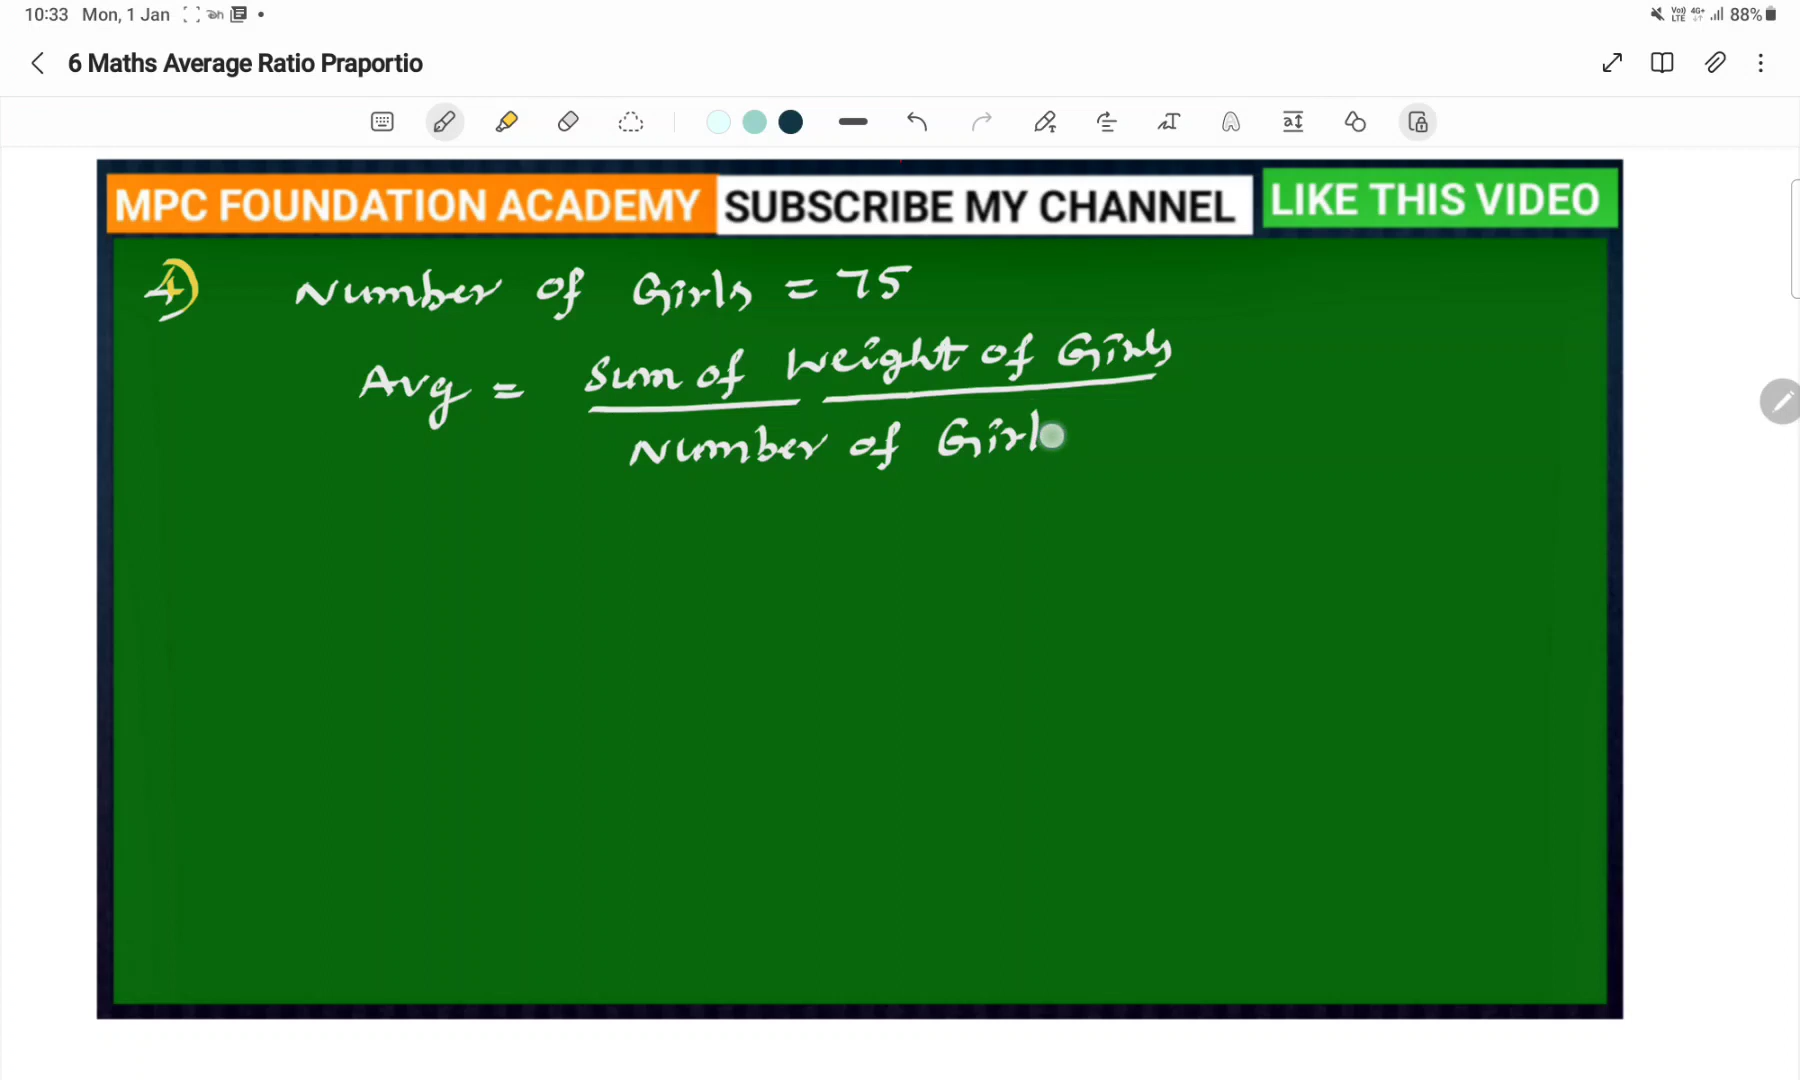 10:33 Mon, 1 Jan
88%
6 Maths Average Ratio Praportio
MPC FOUNDATION ACADEMY SUBSCRIBE MY CHANNEL LIKE THIS VIDEO
4) Number of Girls = 75
Avg = Sum of Weight of Girls
Number of Girl